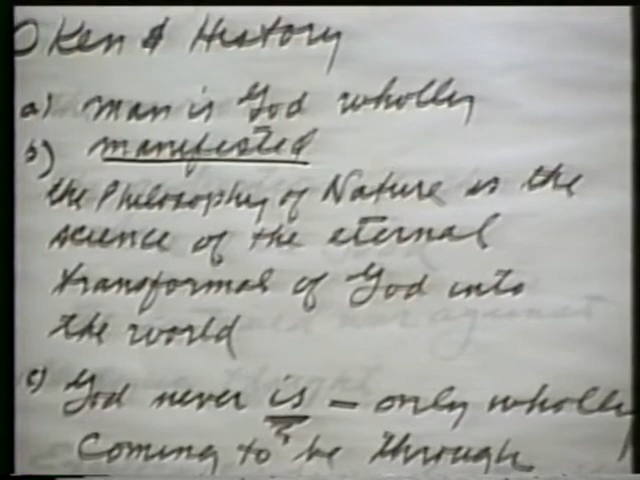 Oken & History
a) man is God wholly
b) manifested
the Philosophy of Nature is the
science of the eternal
transformal of God into
the world
c) God never is – only wholly
Coming to be through